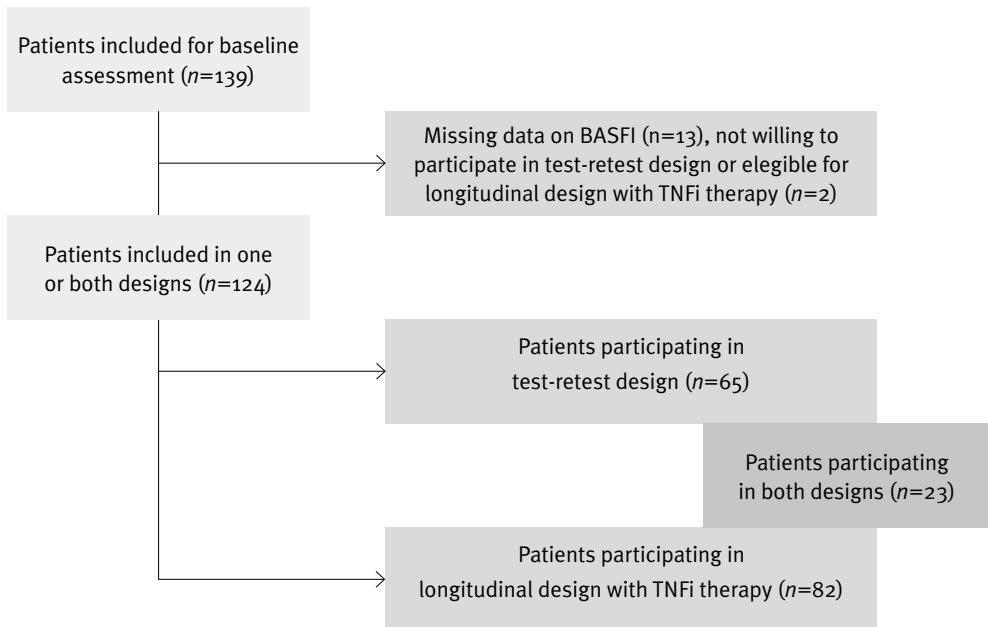 Patients included for baseline
assessment (n=139)
Missing data on BASFI (n=13), not willing to
participate in test-retest design or elegible for
longitudinal design with TNFi therapy (n=2)
Patients included in one
or both designs (n=124)
Patients participating in
test-retest design (n=65)
Patients participating
in both designs (n=23)
Patients participating in
longitudinal design with TNFi therapy (n=82)